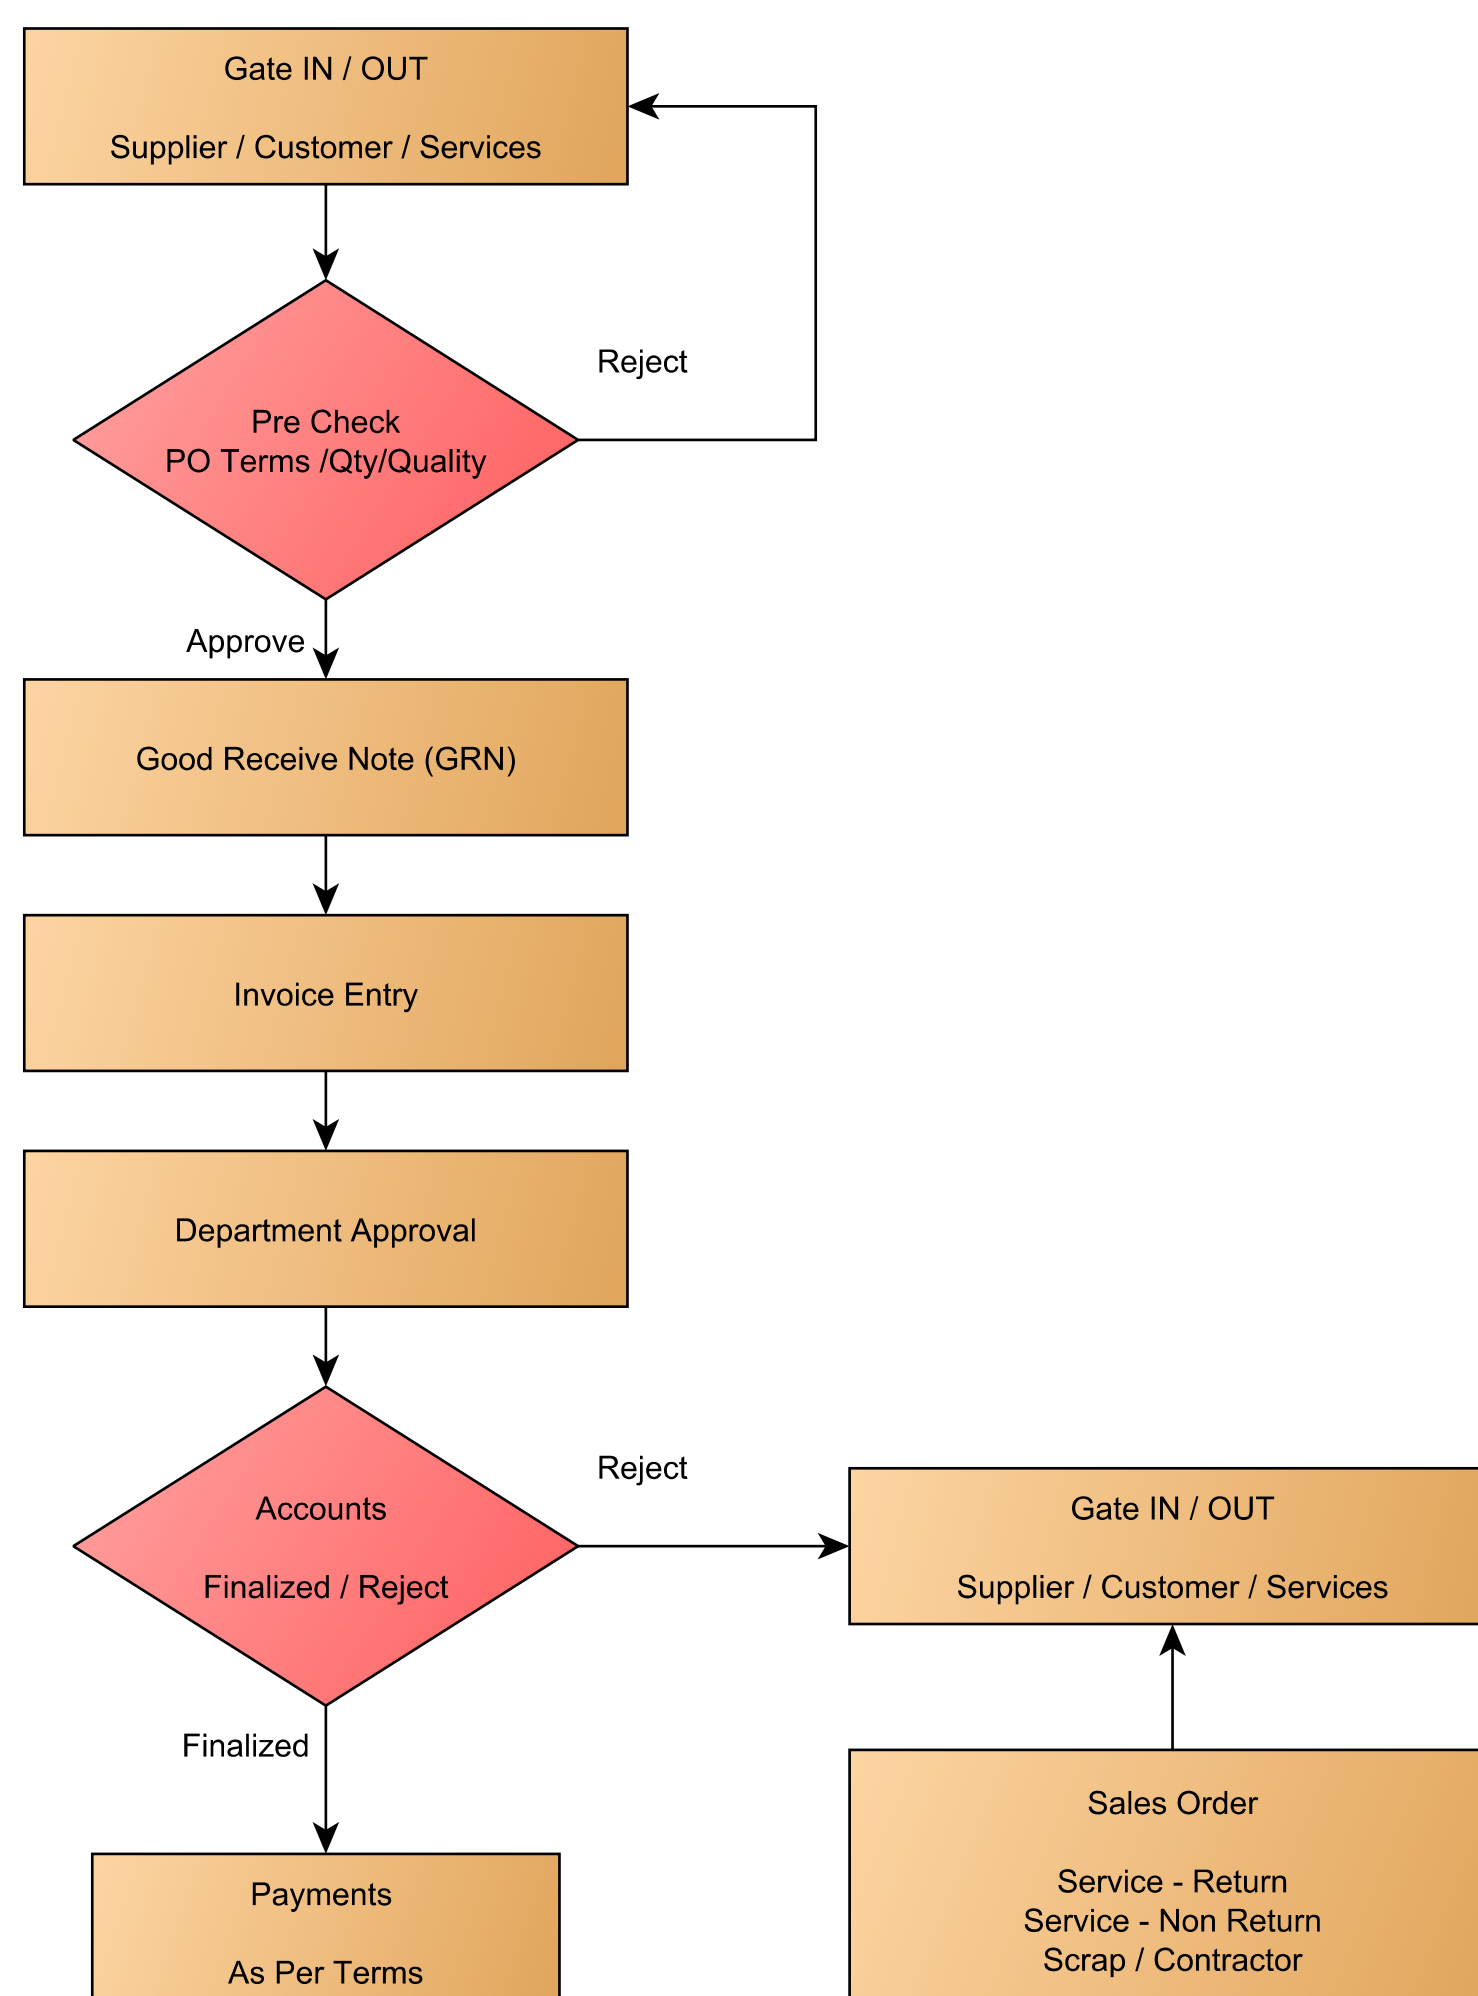 Gate IN / OUT
Supplier / Customer / Services
Reject
Pre Check
PO Terms /Qty/Quality
Approve
Good Receive Note (GRN)
Invoice Entry
Department Approval
Reject
Accounts
Finalized / Reject
Gate IN / OUT
Supplier / Customer / Services
Finalized
Sales Order
Service - Return
Service - Non Return
Scrap / Contractor
Payments
As Per Terms